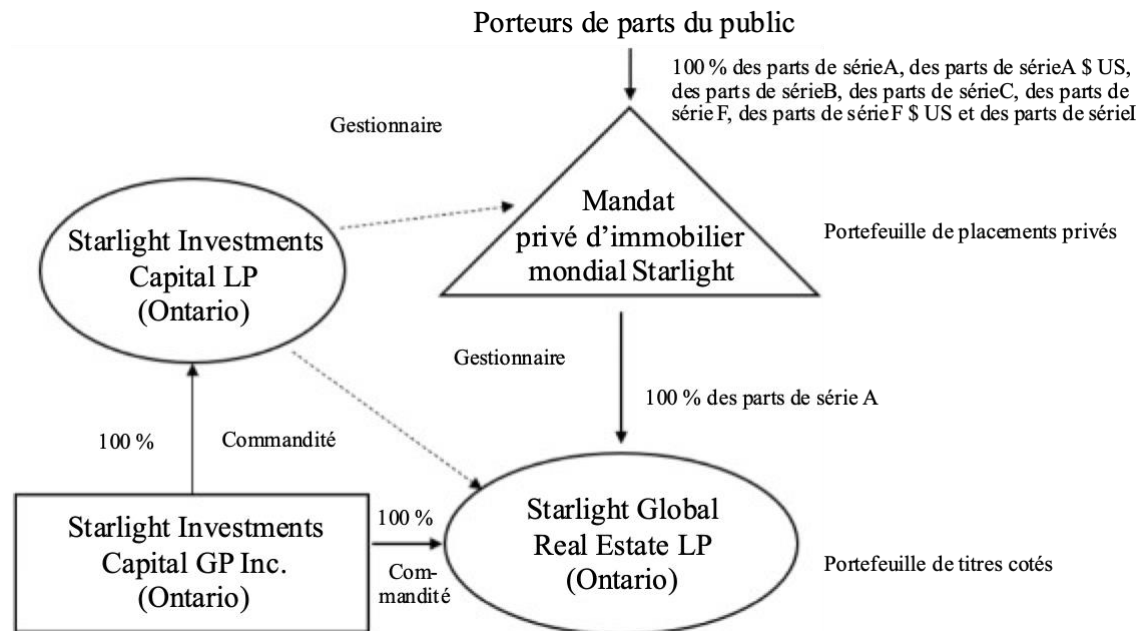 Porteurs de parts du public
100 % des parts de sérieA, des parts de sérieA $ US,
des parts de sérieB, des parts de sérieC, des parts de
série F, des parts de série F $ US et des parts de sérieI
Gestionnaire
Mandat
privé d'immobilier
mondial Starlight
Portefeuille de placements privés
Starlight Investments
Capital LP
(Ontario)
Gestionnaire
100 % des parts de série A
100 %
Commandité
Starlight Investments
Capital GP Inc.
(Ontario)
100 %
Com-
mandité
Starlight Global
Real Estate LP
(Ontario)
Portefeuille de titres cotés